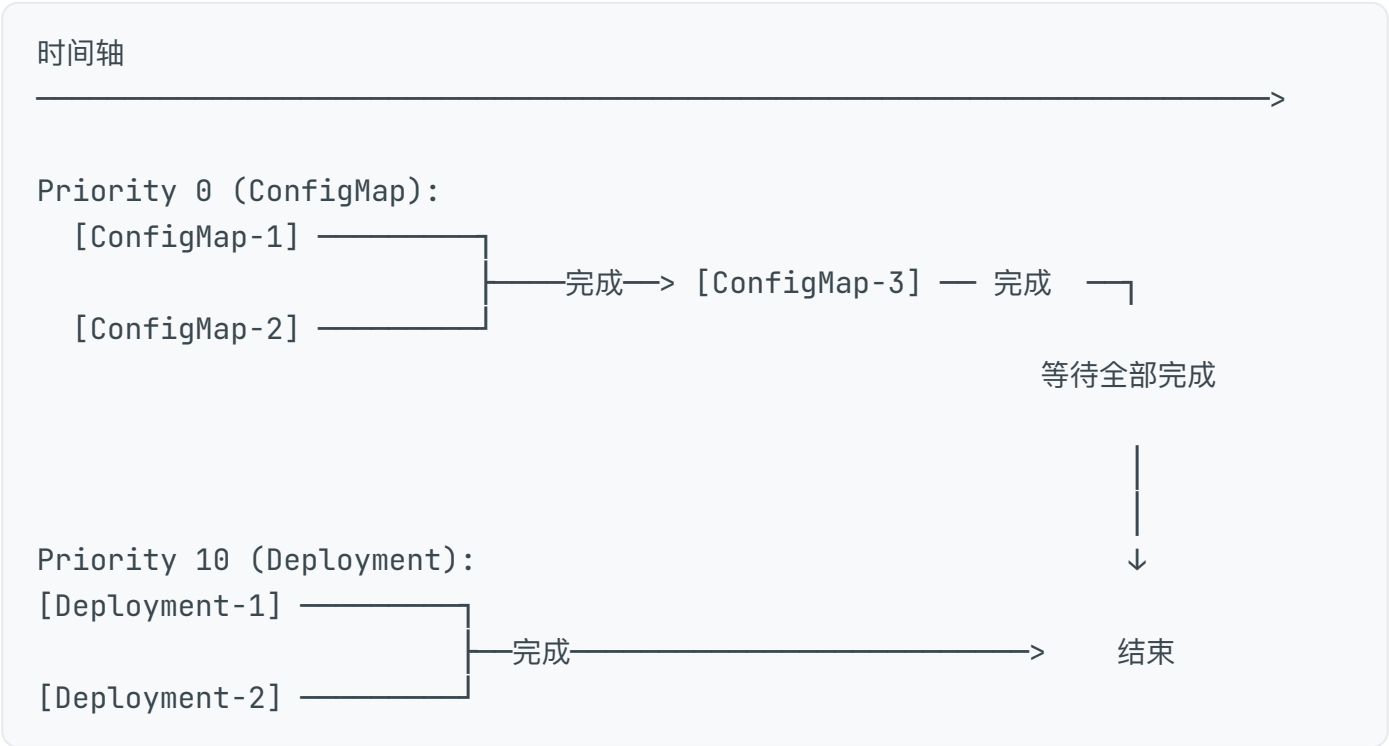 时间轴
────────────────────────────────>
Priority 0 (ConfigMap):
[ConfigMap-1] ─────────┐
├────完成──> [ConfigMap-3] ── 完成 ──┐
[ConfigMap-2] ─────────┘
等待全部完成
│
│
↓
Priority 10 (Deployment):
[Deployment-1] ─────────┐
├──完成─────────────────────────> 结束
[Deployment-2] ─────────┘